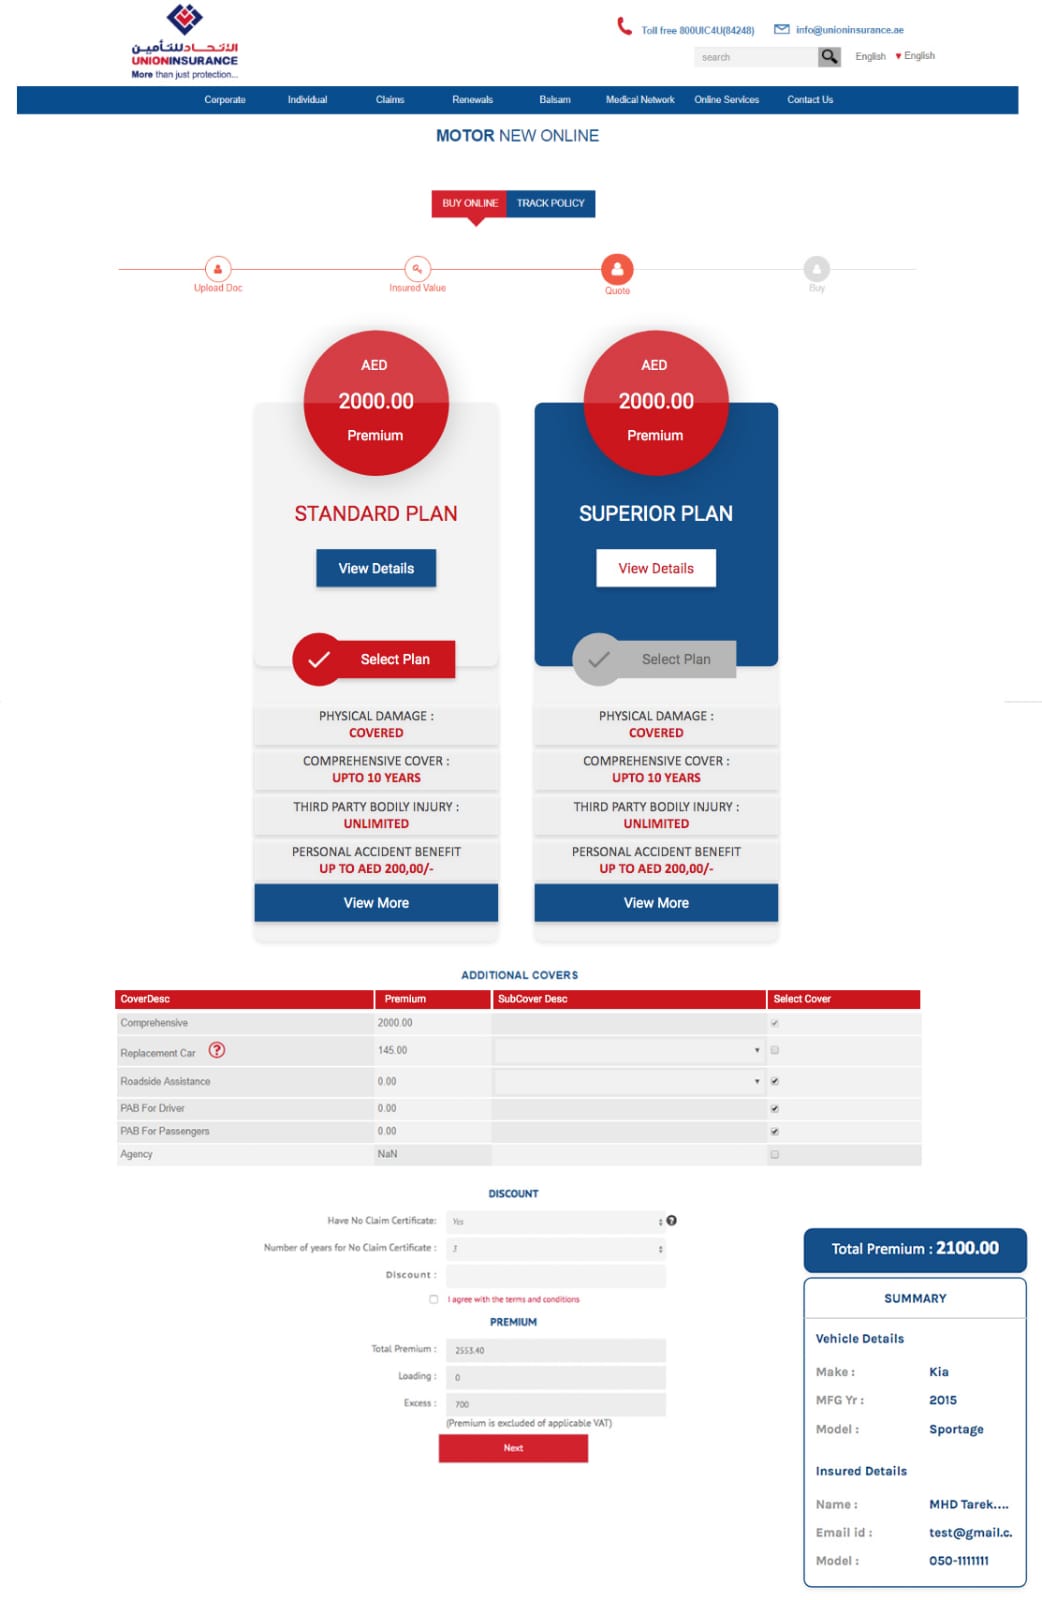 الاتحاد للتأمين
UNIONINSURANCE
More than just protection...
Toll free 800UIC4U(84248)
info@unioninsurance.ae
search
English
English
Corporate Individual Claims Renewals Balsam Medical Network Online Services Contact Us
MOTOR NEW ONLINE
BUY ONLINE TRACK POLICY
Upload Doc Insured Value Quote Buy
AED
2000.00
Premium
STANDARD PLAN
View Details
Select Plan
PHYSICAL DAMAGE :
COVERED
COMPREHENSIVE COVER :
UPTO 10 YEARS
THIRD PARTY BODILY INJURY :
UNLIMITED
PERSONAL ACCIDENT BENEFIT
UP TO AED 200,00/-
View More
AED
2000.00
Premium
SUPERIOR PLAN
View Details
Select Plan
PHYSICAL DAMAGE :
COVERED
COMPREHENSIVE COVER :
UPTO 10 YEARS
THIRD PARTY BODILY INJURY :
UNLIMITED
PERSONAL ACCIDENT BENEFIT
UP TO AED 200,00/-
View More
ADDITIONAL COVERS
CoverDesc Premium SubCover Desc Select Cover
Comprehensive 2000.00
Replacement Car ? 145.00
Roadside Assistance 0.00
PAB For Driver 0.00
PAB For Passengers 0.00
Agency NaN
DISCOUNT
Have No Claim Certificate: Yes ?
Number of years for No Claim Certificate : 3
Discount :
I agree with the terms and conditions
PREMIUM
Total Premium : 2553.40
Loading : 0
Excess : 700
(Premium is excluded of applicable VAT)
Next
Total Premium : 2100.00
SUMMARY
Vehicle Details
Make : Kia
MFG Yr : 2015
Model : Sportage
Insured Details
Name : MHD Tarek....
Email id : test@gmail.c.
Model : 050-1111111